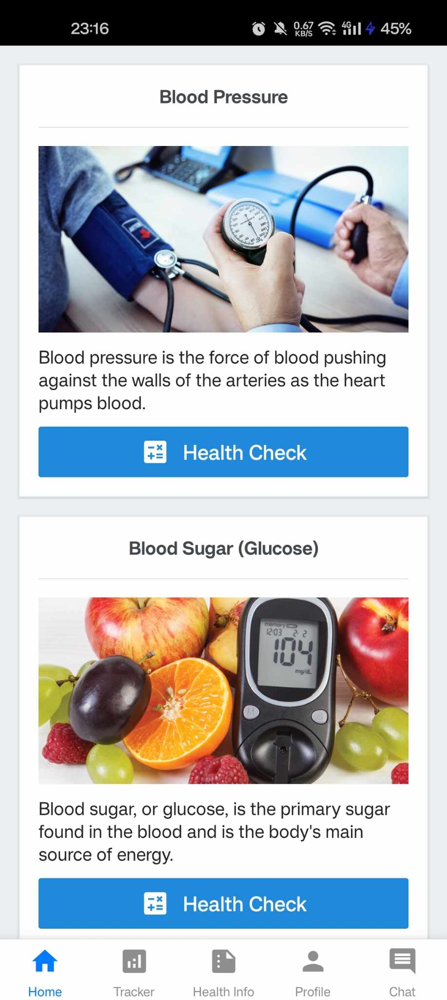 23:16
0.67
KB/S
4G
45%
Blood Pressure
Blood pressure is the force of blood pushing
against the walls of the arteries as the heart
pumps blood.
Health Check
Blood Sugar (Glucose)
memory
12:03 2-2
104
mg/dL
M
S
Blood sugar, or glucose, is the primary sugar
found in the blood and is the body's main
source of energy.
Health Check
Home
Tracker
Health Info
Profile
Chat